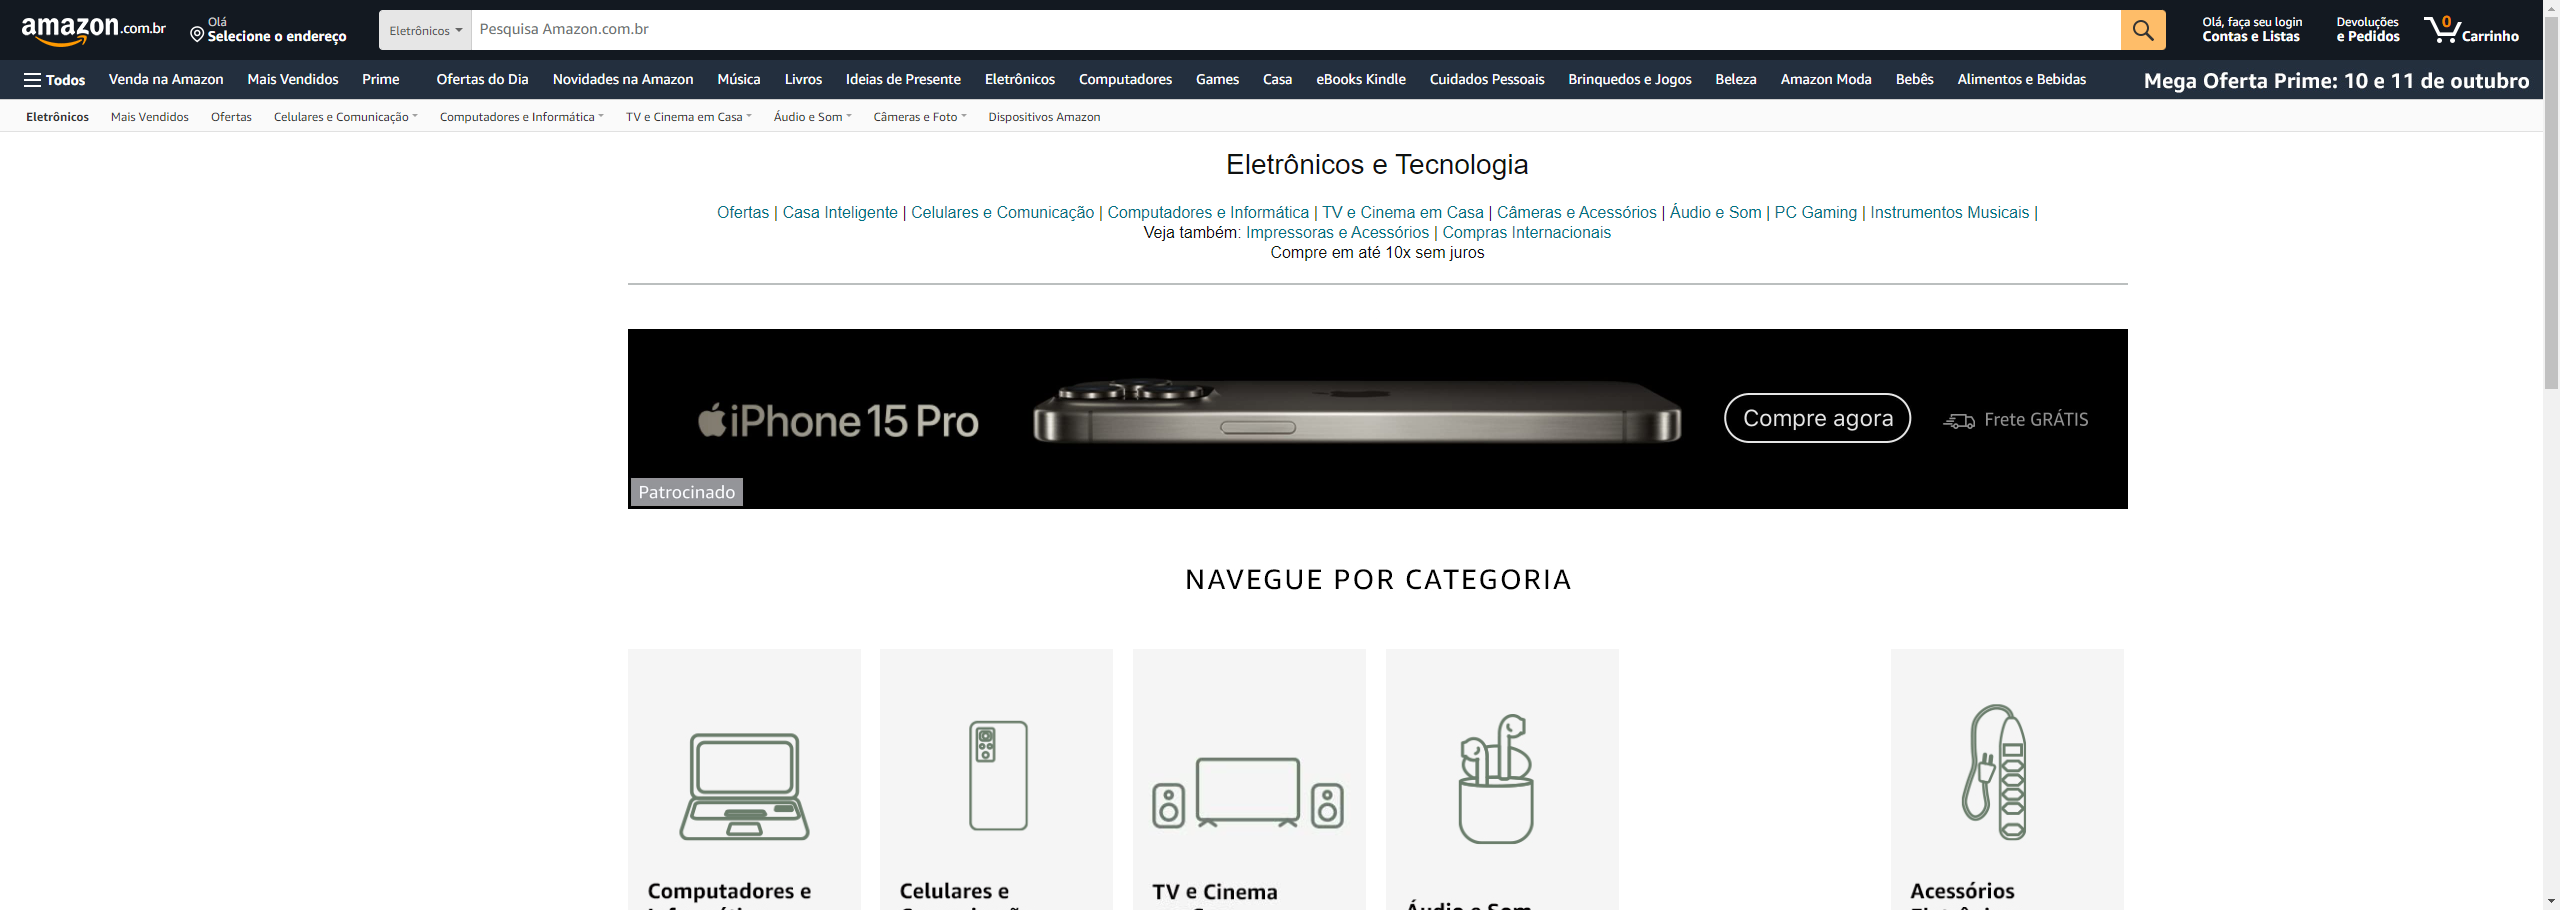 amazon.com.br
Olá
Selecione o endereço
Eletrônicos
Pesquisa Amazon.com.br
Olá, faça seu login
Contas e Listas
Devoluções
e Pedidos
0
Carrinho
Todos Venda na Amazon Mais Vendidos Prime Ofertas do Dia Novidades na Amazon Música Livros Ideias de Presente Eletrônicos Computadores Games Casa eBooks Kindle Cuidados Pessoais Brinquedos e Jogos Beleza Amazon Moda Bebês Alimentos e Bebidas Mega Oferta Prime: 10 e 11 de outubro
Eletrônicos Mais Vendidos Ofertas Celulares e Comunicação Computadores e Informática TV e Cinema em Casa Áudio e Som Câmeras e Foto Dispositivos Amazon
Eletrônicos e Tecnologia
Ofertas | Casa Inteligente | Celulares e Comunicação | Computadores e Informática | TV e Cinema em Casa | Câmeras e Acessórios | Áudio e Som | PC Gaming | Instrumentos Musicais |
Veja também: Impressoras e Acessórios | Compras Internacionais
Compre em até 10x sem juros
iPhone 15 Pro
Compre agora
Frete GRÁTIS
Patrocinado
NAVEGUE POR CATEGORIA
Computadores e
Celulares e
TV e Cinema
Áudio e Som
Acessórios